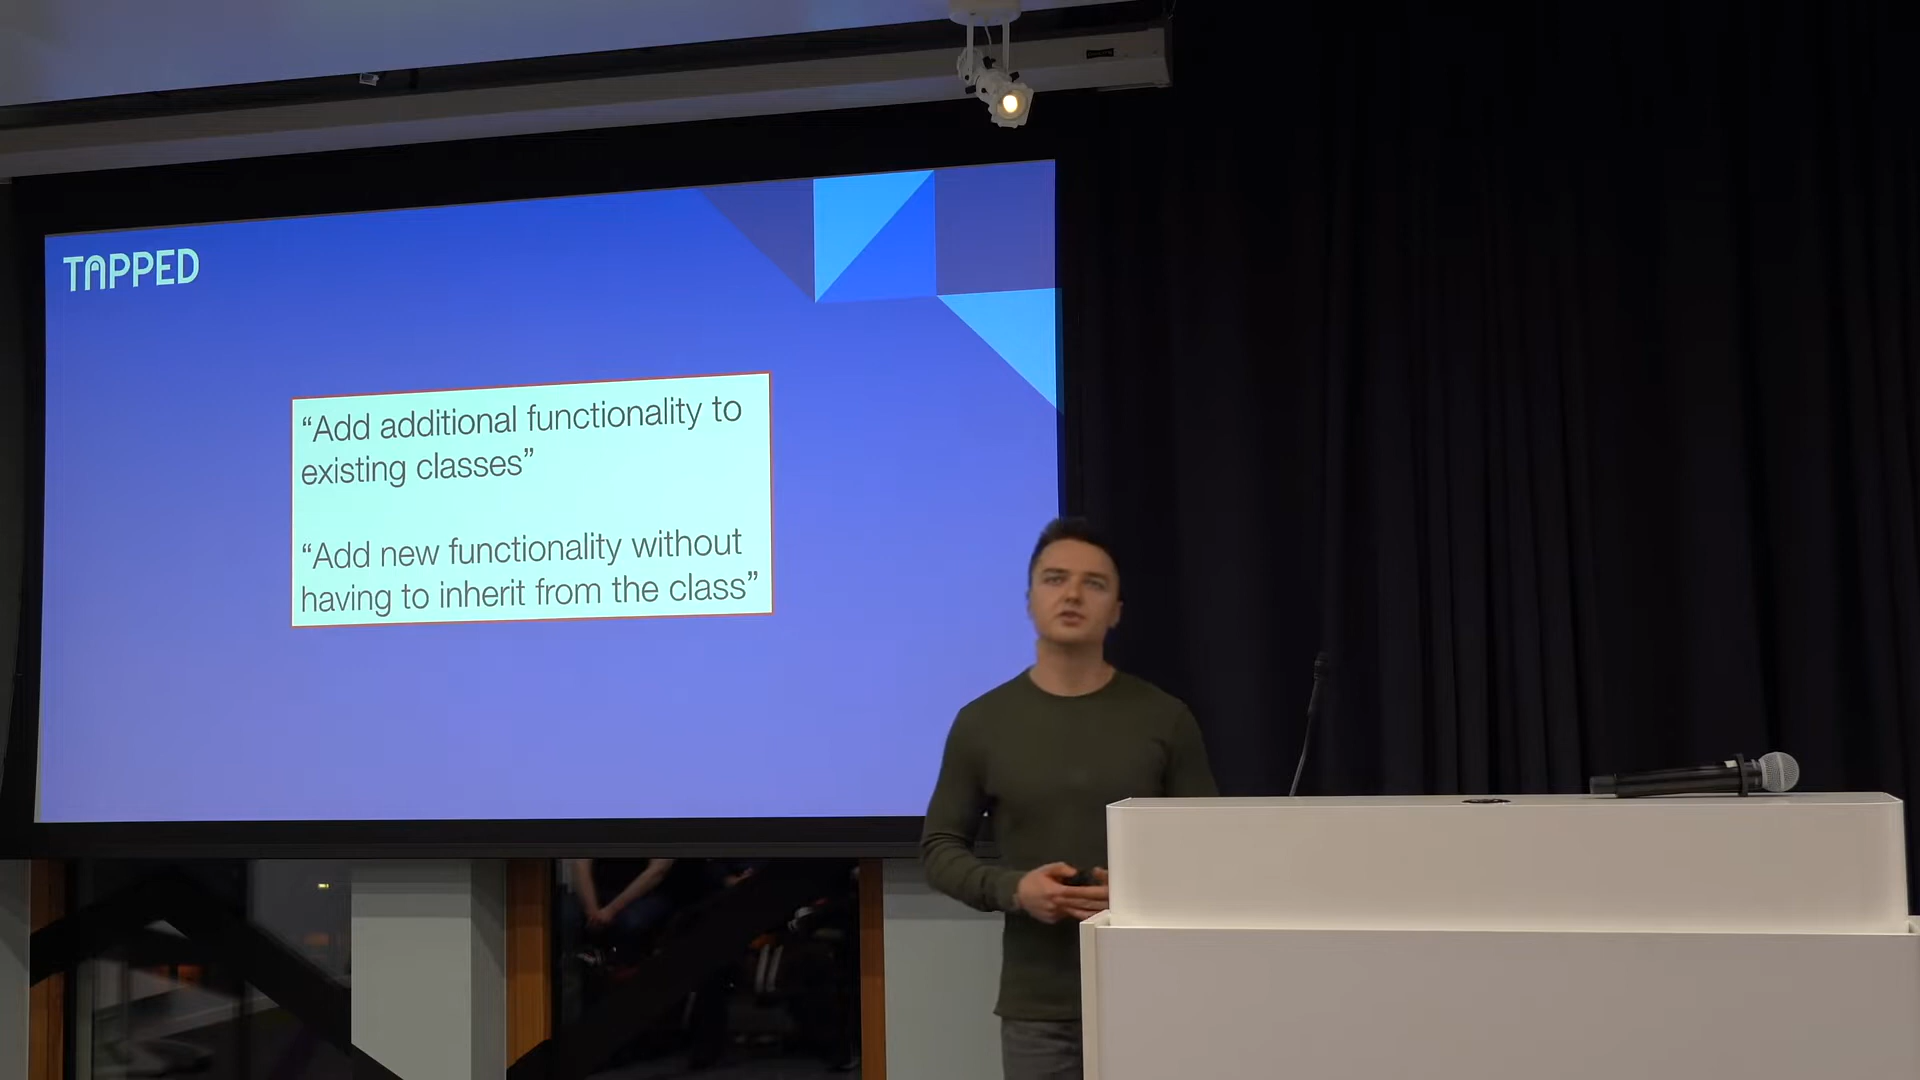 TAPPED
“Add additional functionality to
existing classes”
“Add new functionality without
having to inherit from the class”